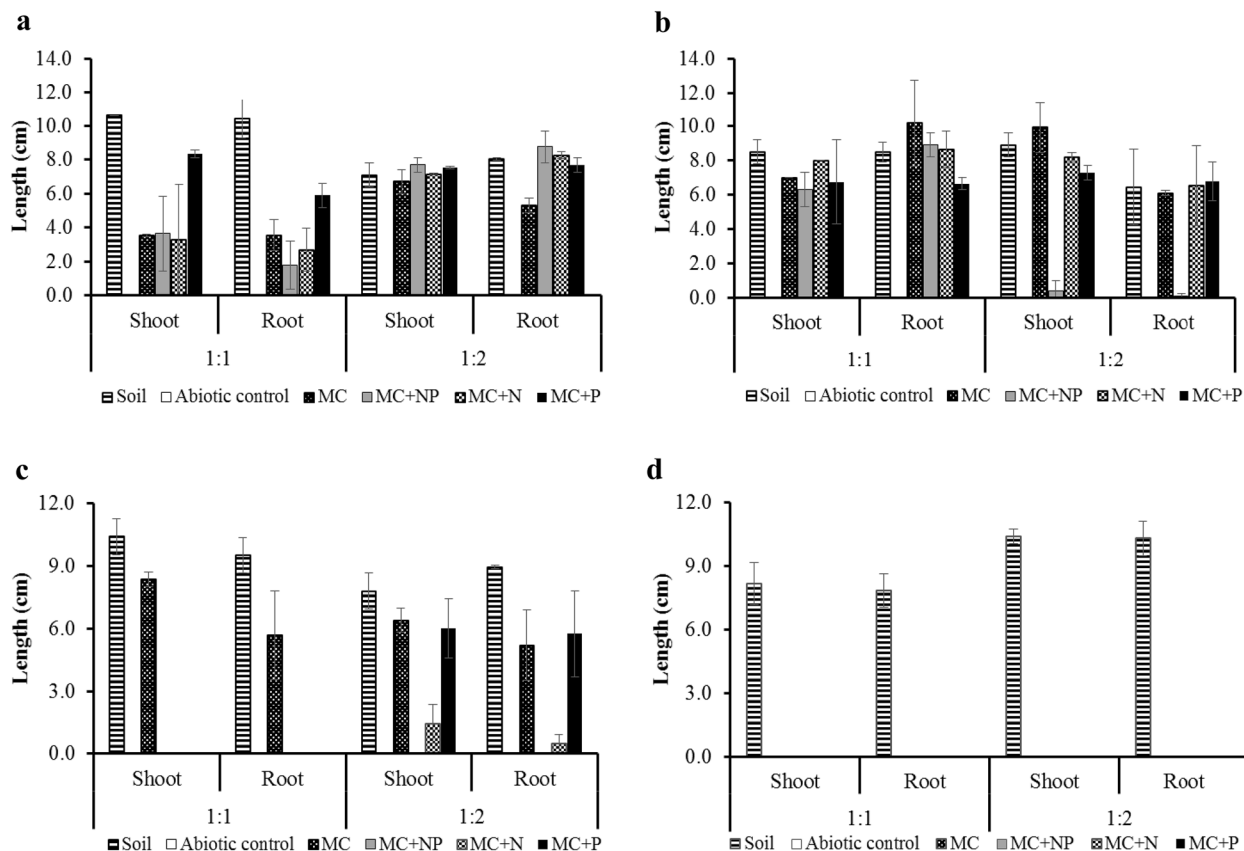 a
14.0
12.0
10.0
8.0
6.0
4.0
2.0
0.0
Length (cm)
Shoot Root Shoot Root
1:1 1:2
Soil Abiotic control MC MC+NP MC+N MC+P
b
14.0
12.0
10.0
8.0
6.0
4.0
2.0
0.0
Length (cm)
Shoot Root Shoot Root
1:1 1:2
Soil Abiotic control MC MC+NP MC+N MC+P
c
12.0
9.0
6.0
3.0
0.0
Length (cm)
Shoot Root Shoot Root
1:1 1:2
Soil Abiotic control MC MC+NP MC+N MC+P
d
12.0
9.0
6.0
3.0
0.0
Length (cm)
Shoot Root Shoot Root
1:1 1:2
Soil Abiotic control MC MC+NP MC+N MC+P